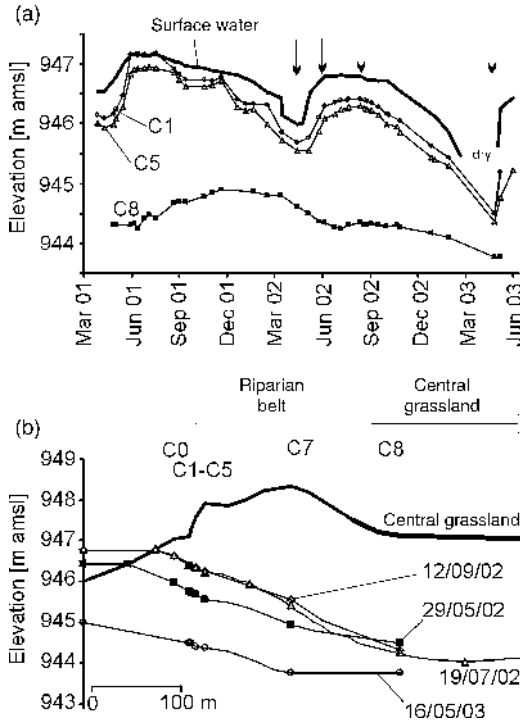 (a)
Surface water
Elevation [m amsl]
947
946
945
944
C1
C5
C8
dry
Mar 01
Jun 01
Sep 01
Dec 01
Mar 02
Jun 02
Sep 02
Dec 02
Mar 03
Jun 03
Riparian belt
Central grassland
(b)
C0
C1-C5
C7
C8
Elevation [m amsl]
949
948
947
946
945
944
943
Central grassland
12/09/02
29/05/02
19/07/02
16/05/03
0
100 m